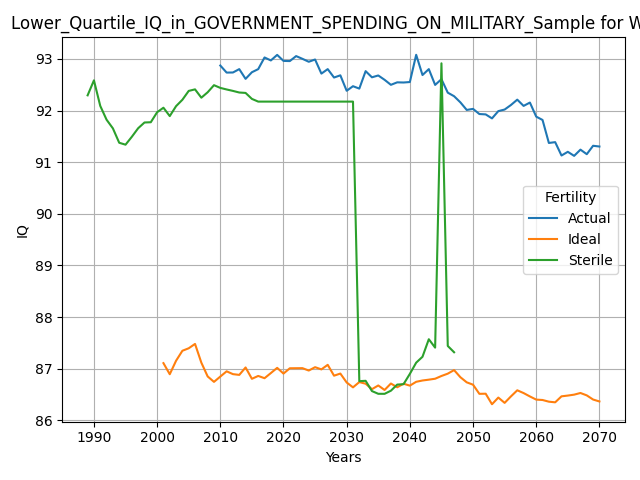 Lower_Quartile_IQ_in_GOVERNMENT_SPENDING_ON_MILITARY_Sample for W
93
92
91
90
89
88
87
86
IQ
Fertility
Actual
Ideal
Sterile
1990 2000 2010 2020 2030 2040 2050 2060 2070
Years